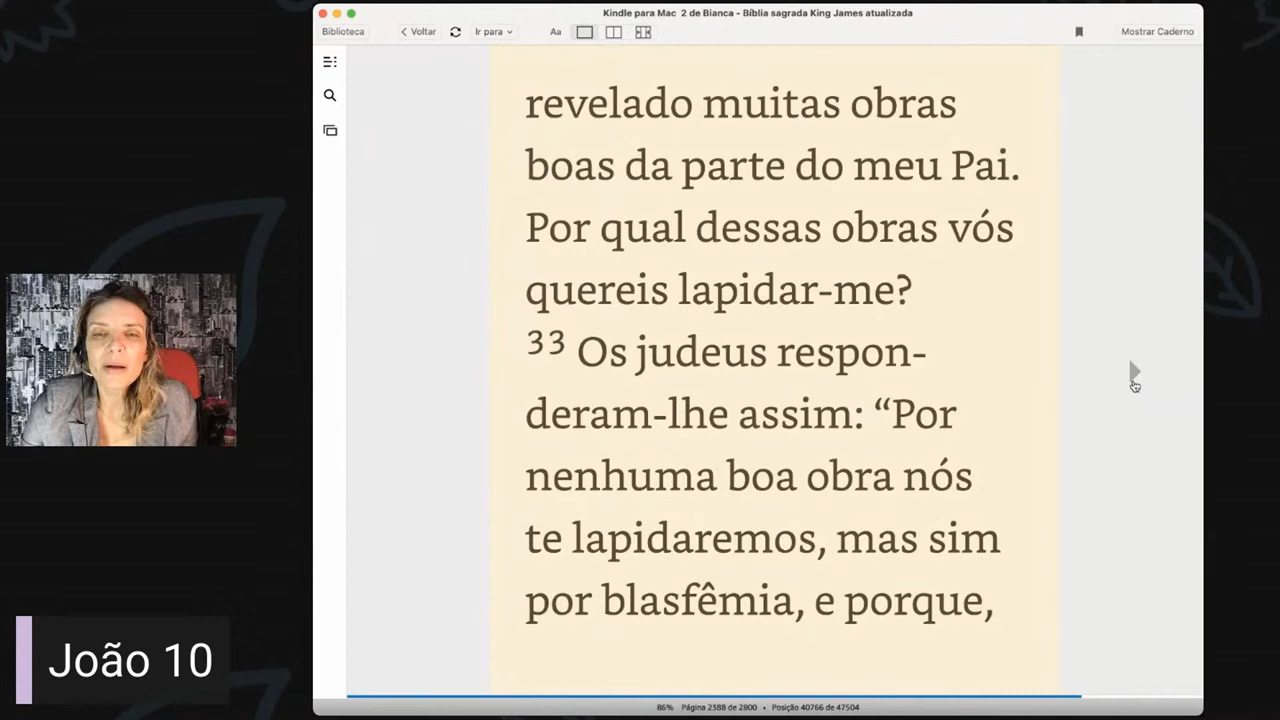 Kindle para Mac 2 de Bianca - Bíblia sagrada King James atualizada
Biblioteca
Voltar
Ir para
Aa
Mostrar Caderno
revelado muitas obras
boas da parte do meu Pai.
Por qual dessas obras vós
quereis lapidar-me?
33 Os judeus respon-
deram-lhe assim: “Por
nenhuma boa obra nós
te lapidaremos, mas sim
por blasfêmia, e porque,
João 10
86% Página 2388 de 2800 • Posição 40766 de 47504